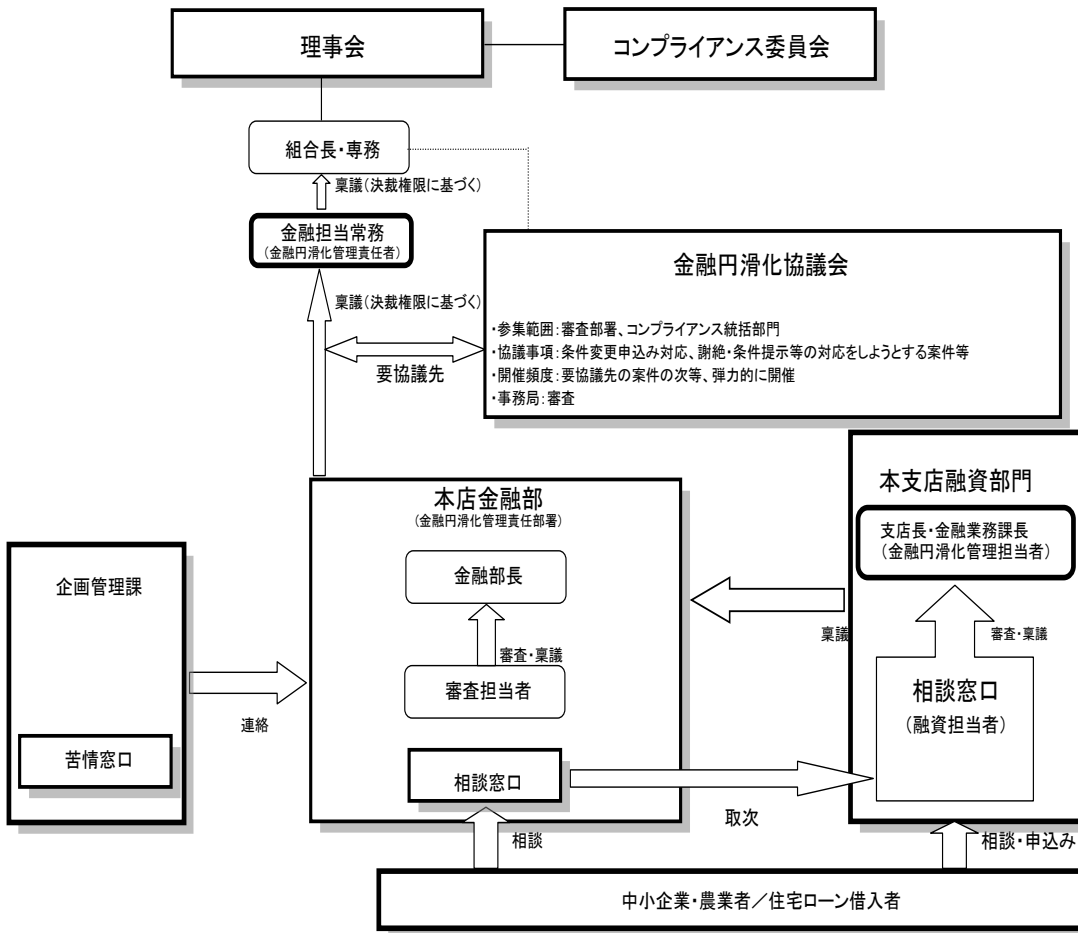 理事会
コンプライアンス委員会
組合長・専務
稟議(決裁権限に基づく)
金融担当常務
(金融円滑化管理責任者)
金融円滑化協議会
稟議(決裁権限に基づく)
・参集範囲:審査部署、コンプライアンス統括部門
・協議事項:条件変更申込み対応、謝絶・条件提示等の対応をしようとする案件等
・開催頻度:要協議先の案件の次等、弾力的に開催
・事務局:審査
要協議先
本店金融部
(金融円滑化管理責任部署)
金融部長
審査・稟議
審査担当者
相談窓口
本支店融資部門
支店長・金融業務課長
(金融円滑化管理担当者)
審査・稟議
稟議
相談窓口
(融資担当者)
企画管理課
苦情窓口
連絡
取次
相談
相談・申込み
中小企業・農業者/住宅ローン借入者